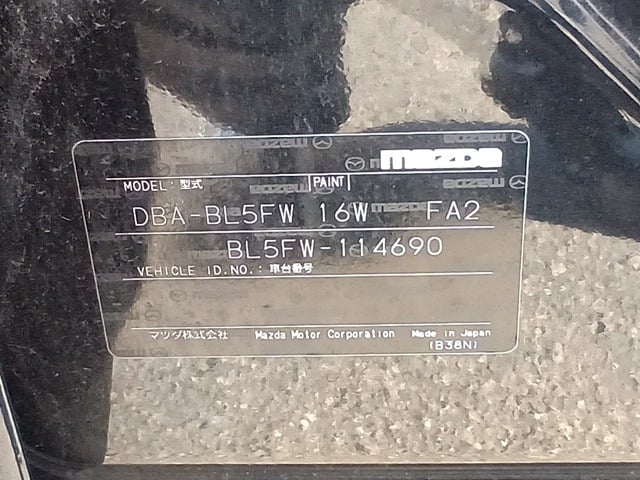 mazda
MODEL: 型式 PAINT
DBA-BL5FW 16W FA2
BL5FW-114690
VEHICLE ID.NO.: 車台番号
マツダ株式会社 Mazda Motor Corporation Made in Japan
(B38N)